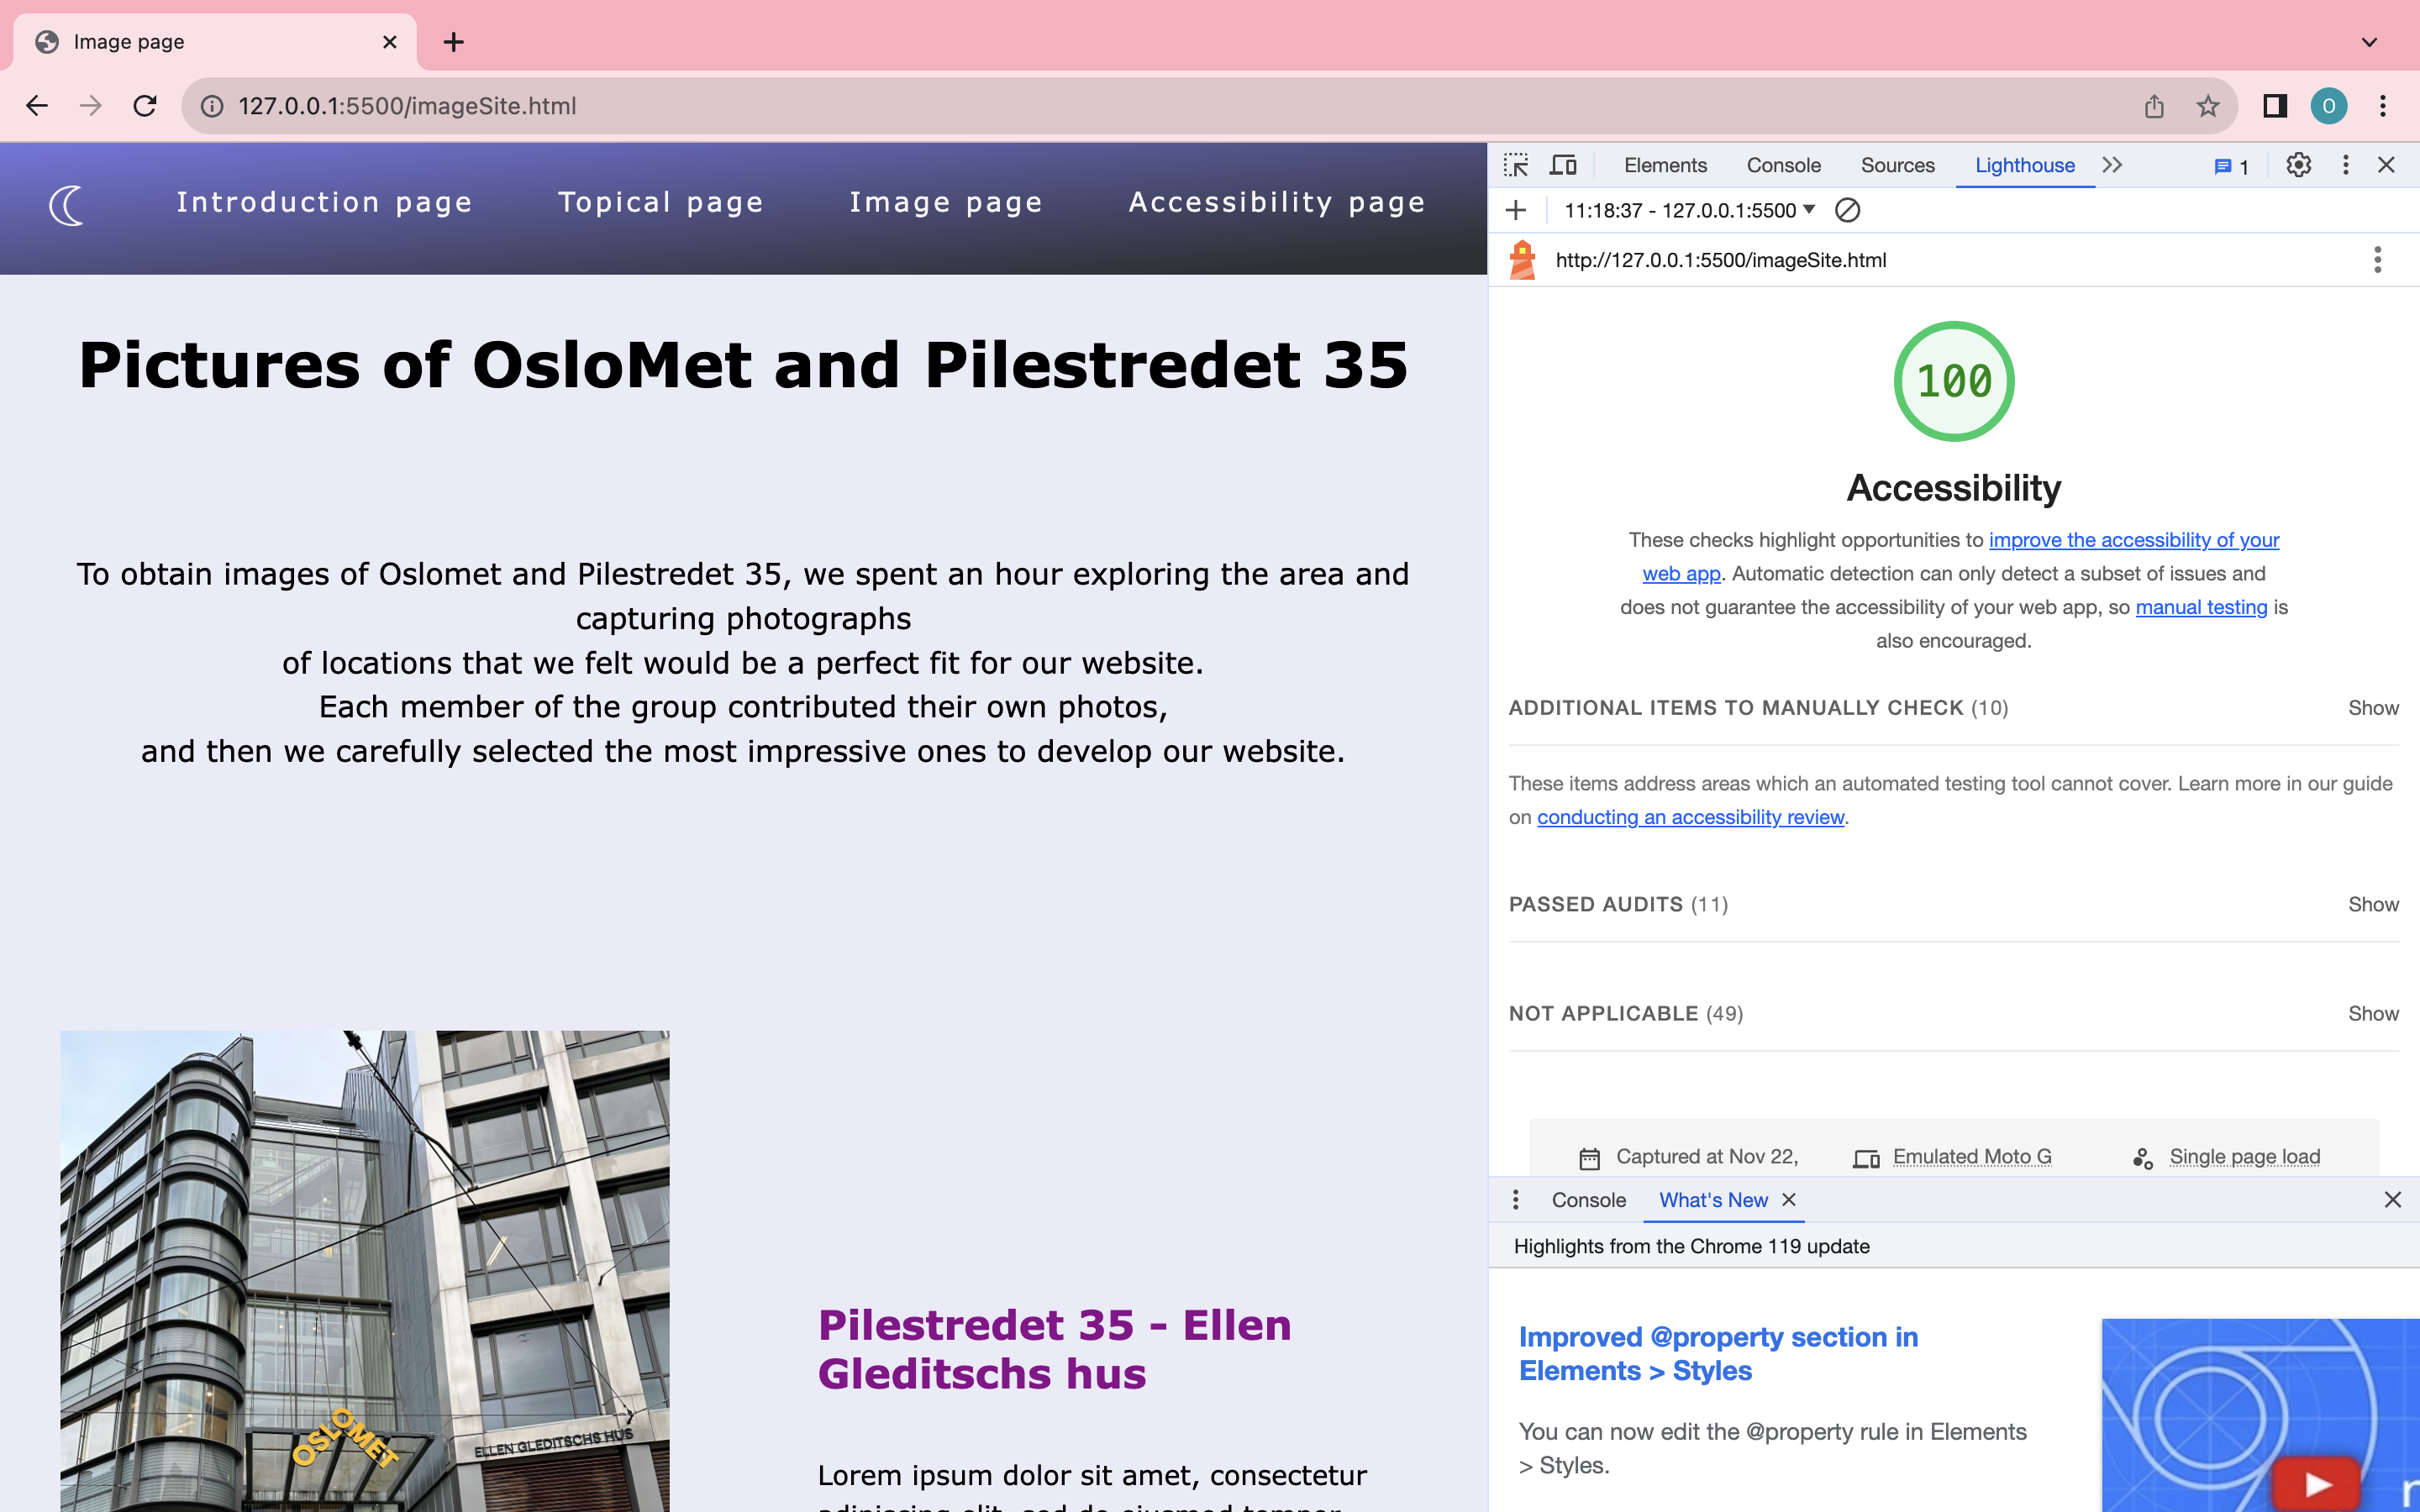 Image page
127.0.0.1:5500/imageSite.html
O
Introduction page
Topical page
Image page
Accessibility page
Pictures of OsloMet and Pilestredet 35
To obtain images of Oslomet and Pilestredet 35, we spent an hour exploring the area and
capturing photographs
of locations that we felt would be a perfect fit for our website.
Each member of the group contributed their own photos,
and then we carefully selected the most impressive ones to develop our website.
OSLOMET
ELLEN GLEDITSCHS HUS
Pilestredet 35 - Ellen
Gleditschs hus
Lorem ipsum dolor sit amet, consectetur
adipiscing elit, sed do eiusmod tempor
Elements
Console
Sources
Lighthouse
1
11:18:37 - 127.0.0.1:5500
http://127.0.0.1:5500/imageSite.html
100
Accessibility
These checks highlight opportunities to improve the accessibility of your
web app. Automatic detection can only detect a subset of issues and
does not guarantee the accessibility of your web app, so manual testing is
also encouraged.
ADDITIONAL ITEMS TO MANUALLY CHECK (10)
Show
These items address areas which an automated testing tool cannot cover. Learn more in our guide
on conducting an accessibility review.
PASSED AUDITS (11)
Show
NOT APPLICABLE (49)
Show
Captured at Nov 22,
Emulated Moto G
Single page load
Console
What's New
Highlights from the Chrome 119 update
Improved @property section in
Elements > Styles
You can now edit the @property rule in Elements
> Styles.